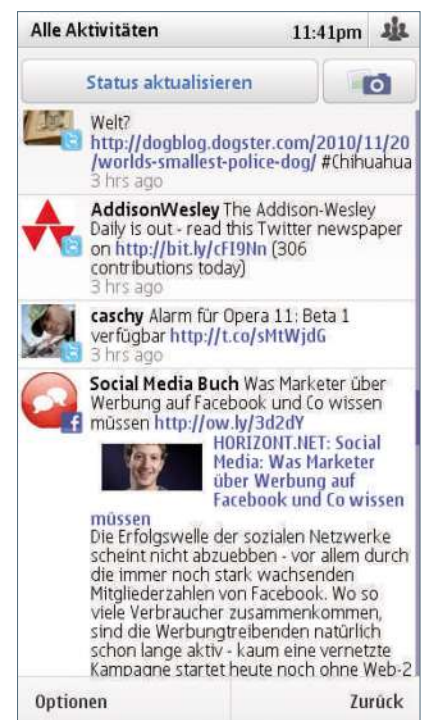 Alle Aktivitäten 11:41pm
Status aktualisieren
Welt?
http://dogblog.dogster.com/2010/11/20
/worlds-smallest-police-dog/ #Chihuahua
3 hrs ago
AddisonWesley The Addison-Wesley
Daily is out - read this Twitter newspaper
on http://bit.ly/cFI9Nn (306
contributions today)
3 hrs ago
caschy Alarm für Opera 11: Beta 1
verfügbar http://t.co/sMtWjdG
3 hrs ago
Social Media Buch Was Marketer über
Werbung auf Facebook und Co wissen
müssen http://ow.ly/3d2dY
HORIZONT.NET: Social
Media: Was Marketer
über Werbung auf
Facebook und Co wissen
müssen
Die Erfolgswelle der sozialen Netzwerke
scheint nicht abzuebben - vor allem durch
die immer noch stark wachsenden
Mitgliederzahlen von Facebook. Wo so
viele Verbraucher zusammenkommen,
sind die Werbungtreibenden natürlich
schon lange aktiv - kaum eine vernetzte
Kampagne startet heute noch ohne Web-2
Optionen Zurück